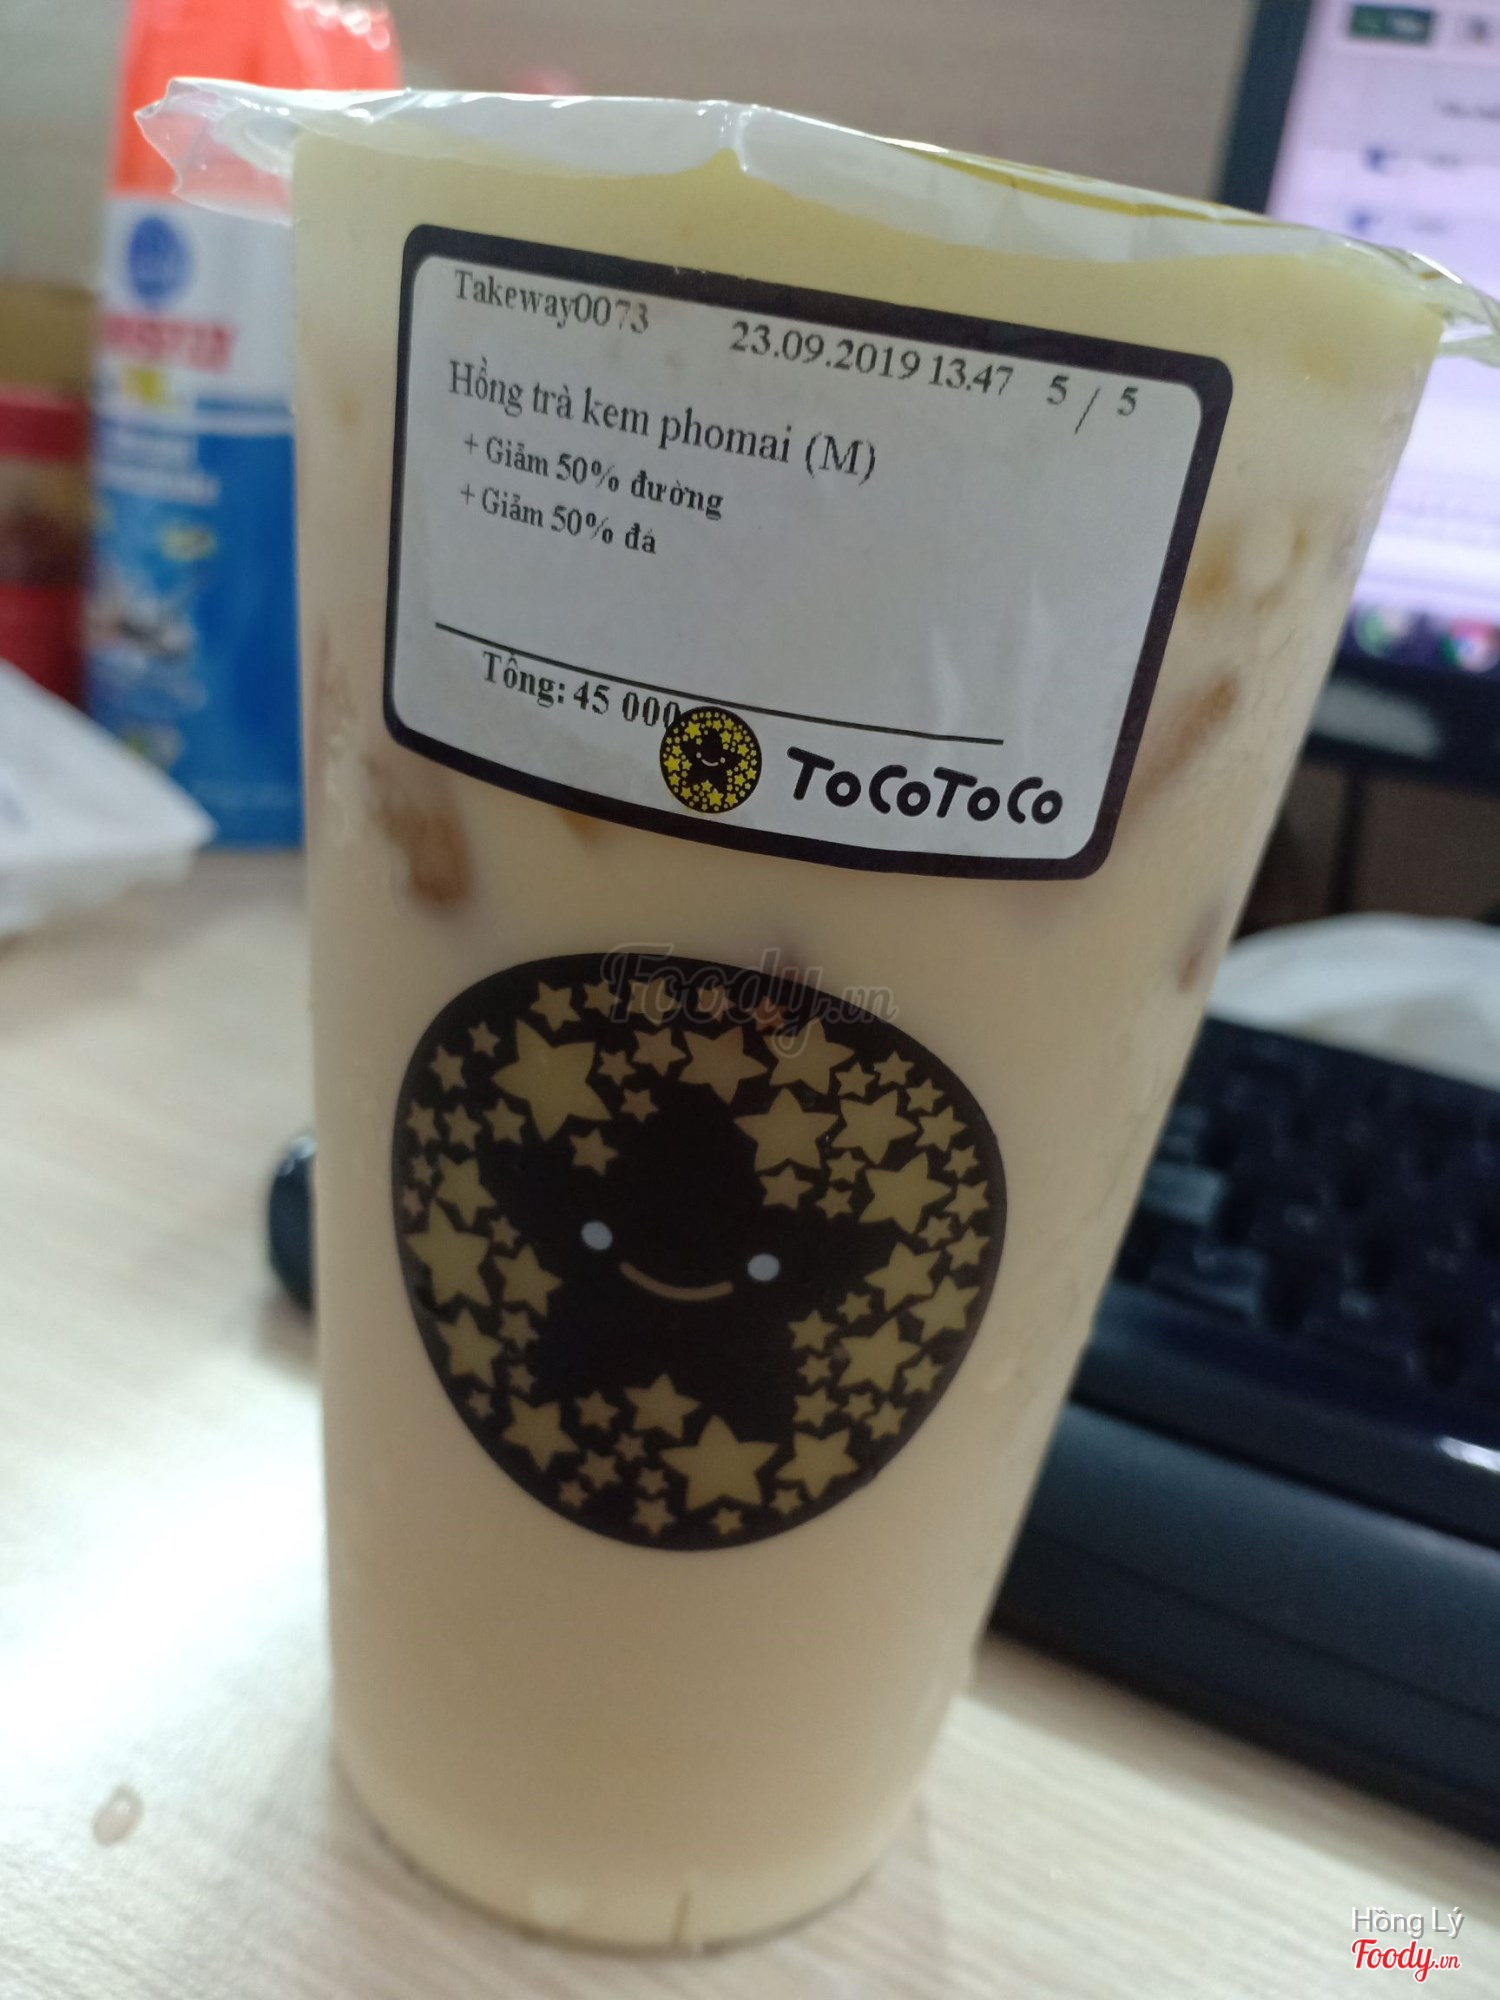 Takeway0073 23.09.2019 13.47 5 / 5
Hồng trà kem phomai (M)
+ Giảm 50% đường
+ Giảm 50% đá
Tổng: 45 000
ToCoToCo
Foody.vn
Hồng Lý
Foody.vn